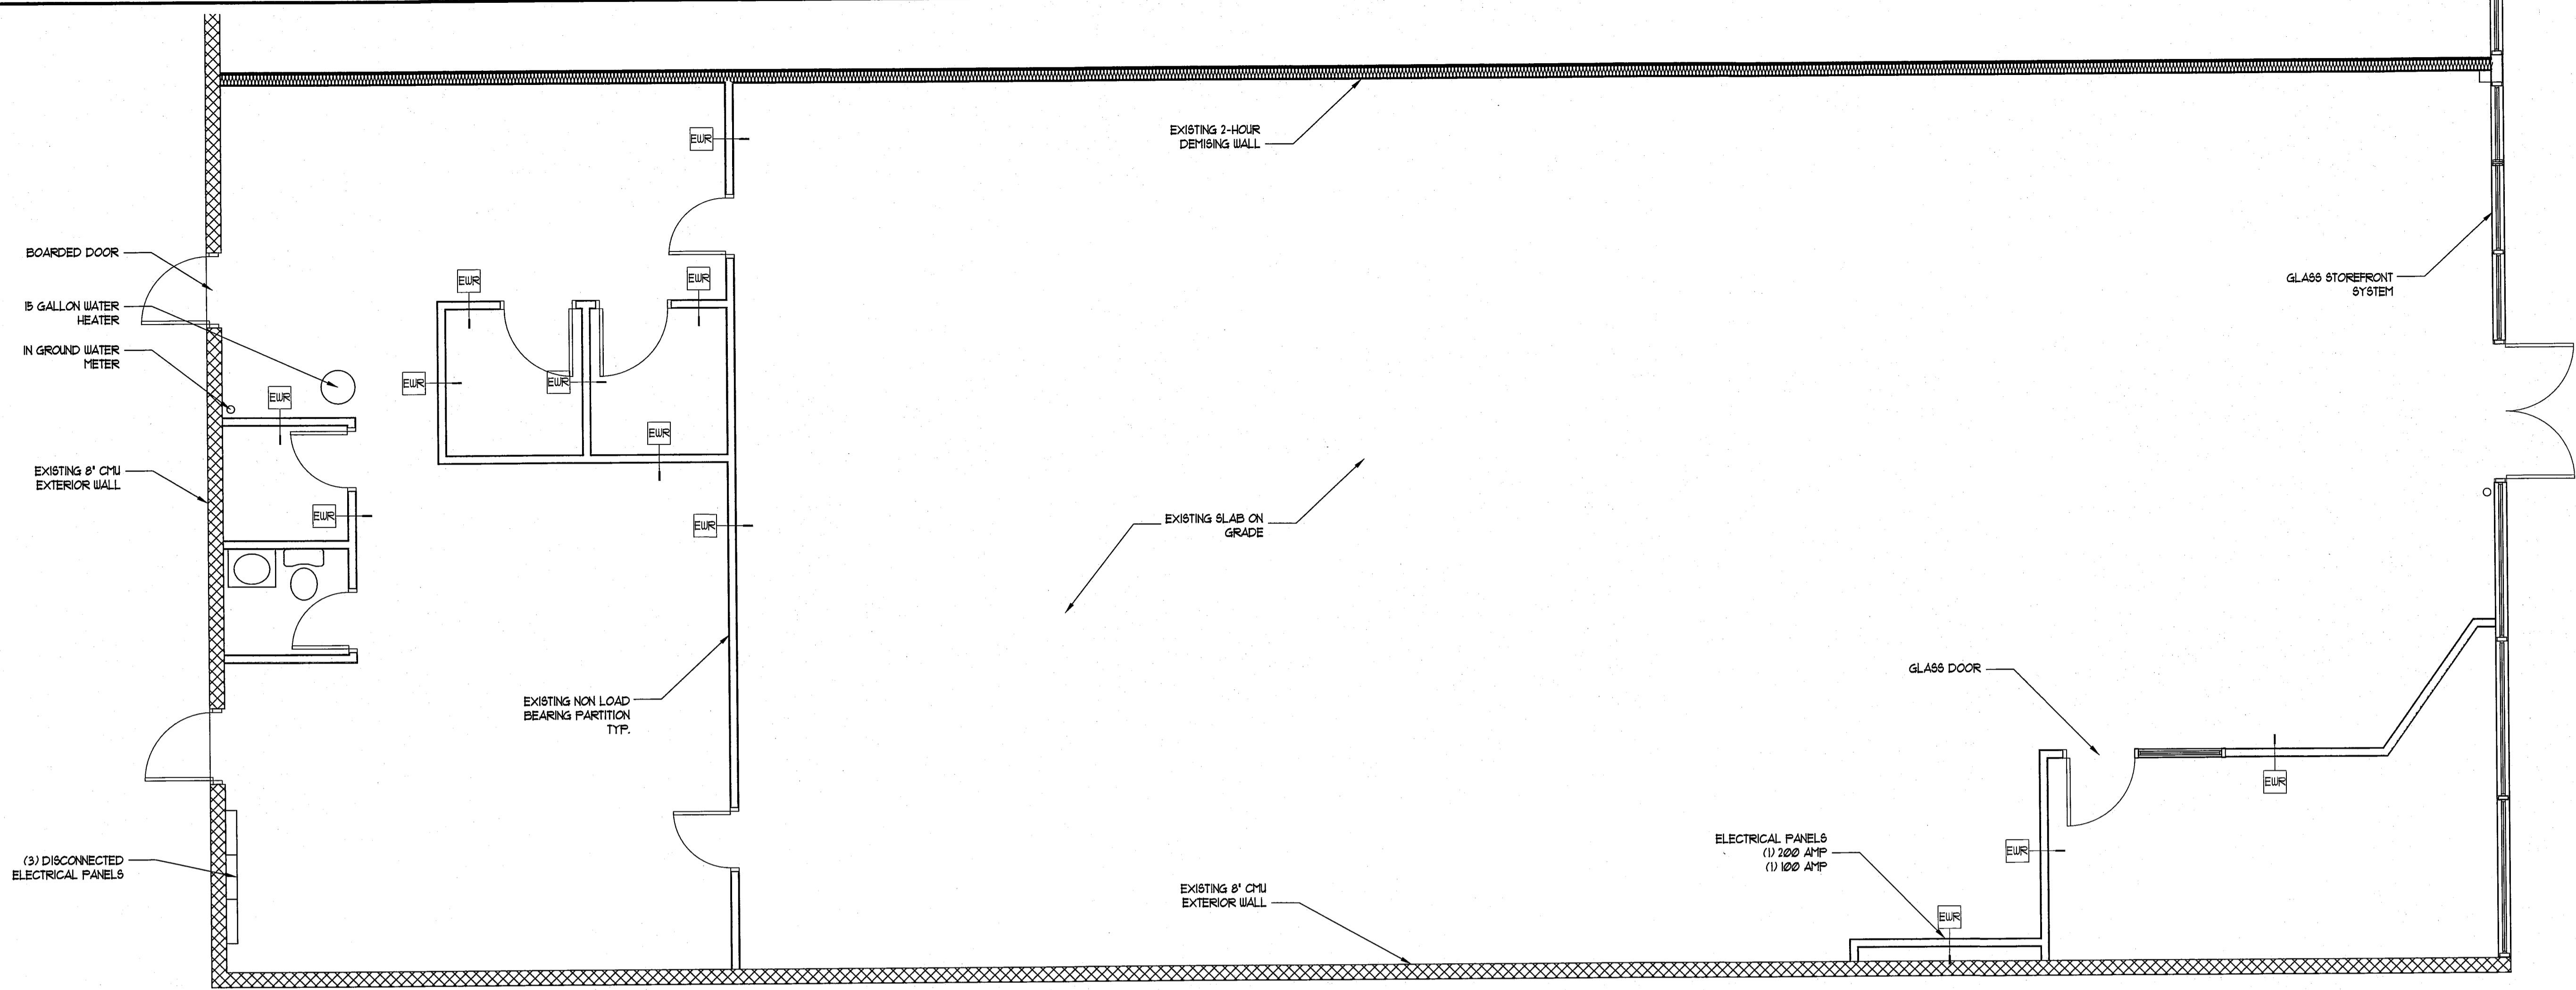 EXISTING 2-HOUR
DEMISING WALL
EWR
BOARDED DOOR
15 GALLON WATER
HEATER
IN GROUND WATER
METER
EWR
EWR
GLASS STOREFRONT
SYSTEM
EWR
EWR
EWR
EWR
EXISTING 8" CMU
EXTERIOR WALL
EWR
EWR
EXISTING SLAB ON
GRADE
EXISTING NON LOAD
BEARING PARTITION
TYP.
GLASS DOOR
EWR
(3) DISCONNECTED
ELECTRICAL PANELS
EXISTING 8" CMU
EXTERIOR WALL
ELECTRICAL PANELS
(1) 200 AMP
(1) 100 AMP
EWR
EWR
EWR